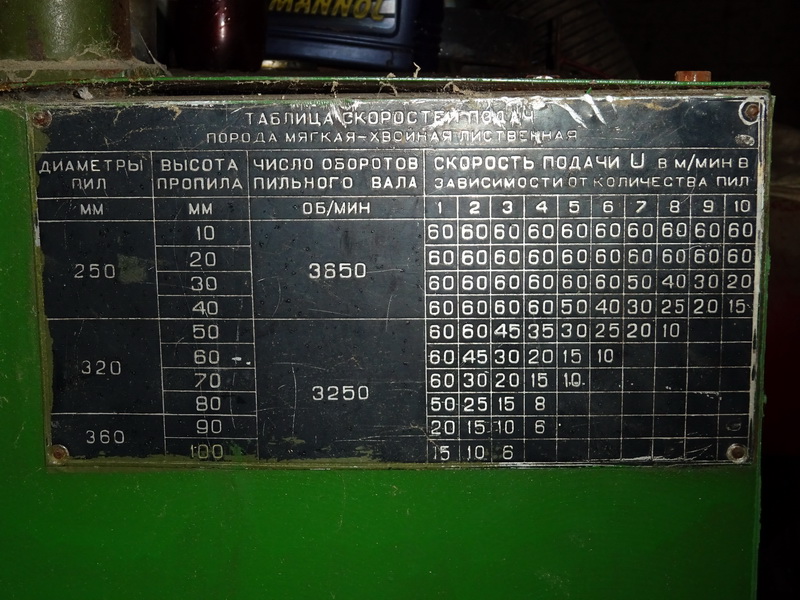 MANNOL
ТАБЛИЦА СКОРОСТЕЙ ПОДАЧ
ПОРОДА МЯГКАЯ-ХВОЙНАЯ ЛИСТВЕННАЯ
ДИАМЕТРЫ ПИЛ ВЫСОТА ПРОПИЛА ЧИСЛО ОБОРОТОВ ПИЛЬНОГО ВАЛА СКОРОСТЬ ПОДАЧИ U В М/МИН В ЗАВИСИМОСТИ ОТ КОЛИЧЕСТВА ПИЛ
ММ ММ ОБ/МИН 1 2 3 4 5 6 7 8 9 10
250 10 3650 60 60 60 60 60 60 60 60 60 60
20 60 60 60 60 60 60 60 60 60 60
30 60 60 60 60 60 60 50 40 30 20
40 60 60 60 60 50 40 30 25 20 15
320 50 3250 60 60 45 35 30 25 20 10
60 60 45 30 20 15 10
70 60 30 20 15 10
80 50 25 15 8
360 90 20 15 10 6
100 15 10 6